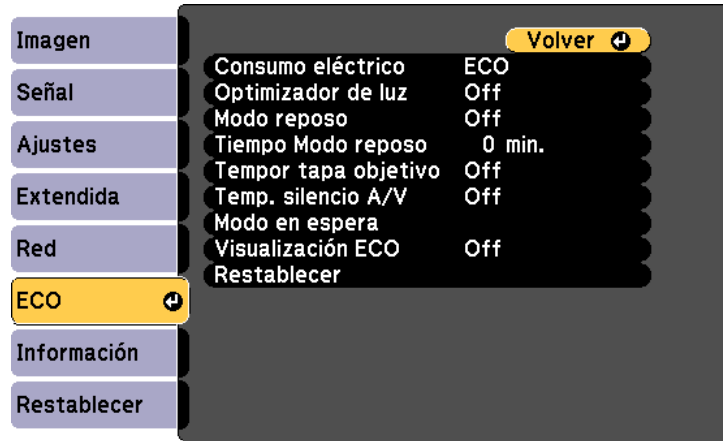 Imagen
Señal
Ajustes
Extendida
Red
ECO
Información
Restablecer
Volver
Consumo eléctrico ECO
Optimizador de luz Off
Modo reposo Off
Tiempo Modo reposo 0 min.
Tempor tapa objetivo Off
Temp. silencio A/V Off
Modo en espera
Visualización ECO Off
Restablecer